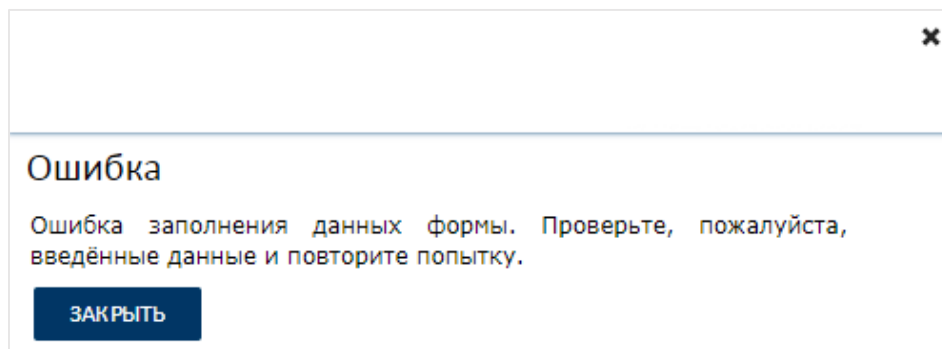 Ошибка
Ошибка заполнения данных формы. Проверьте, пожалуйста,
введённые данные и повторите попытку.
ЗАКРЫТЬ